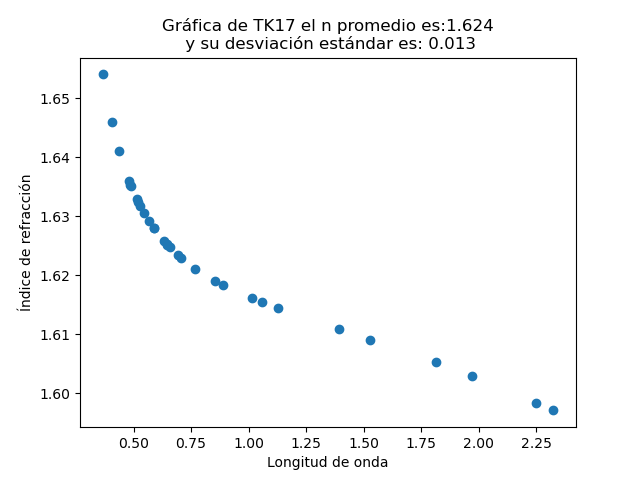 Gráfica de TK17 el n promedio es:1.624
y su desviación estándar es: 0.013
Índice de refracción
1.65
1.64
1.63
1.62
1.61
1.60
0.50 0.75 1.00 1.25 1.50 1.75 2.00 2.25
Longitud de onda